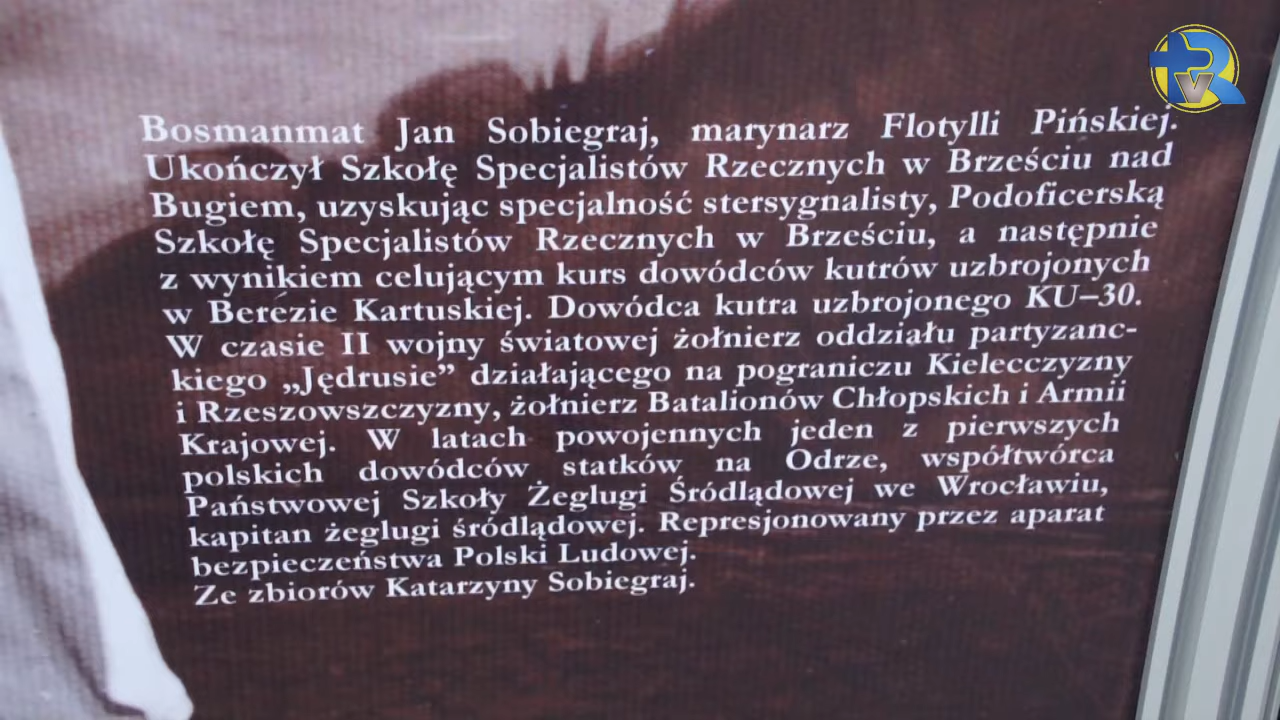 Bosmanmat Jan Sobiegraj, marynarz Flotylli Pińskiej.
Ukończył Szkołę Specjalistów Rzecznych w Brześciu nad
Bugiem, uzyskując specjalność stersygnalisty, Podoficerską
Szkołę Specjalistów Rzecznych w Brześciu, a następnie
z wynikiem celującym kurs dowódców kutrów uzbrojonych
w Berezie Kartuskiej. Dowódca kutra uzbrojonego KU–30.
W czasie II wojny światowej żołnierz oddziału partyzanc-
kiego „Jędrusie” działającego na pograniczu Kielecczyzny
i Rzeszowszczyzny, żołnierz Batalionów Chłopskich i Armii
Krajowej. W latach powojennych jeden z pierwszych
polskich dowódców statków na Odrze, współtwórca
Państwowej Szkoły Żeglugi Śródlądowej we Wrocławiu,
kapitan żeglugi śródlądowej. Represjonowany przez aparat
bezpieczeństwa Polski Ludowej.
Ze zbiorów Katarzyny Sobiegraj.